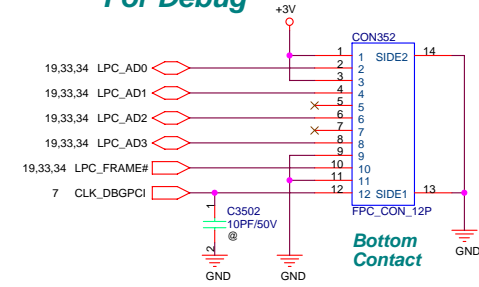 For Debug
+3V
CON352
1 1 SIDE2 14
19,33,34 LPC_AD0 2 2
3 3
19,33,34 LPC_AD1 4 4
5 5
19,33,34 LPC_AD2 6 6
7 7
19,33,34 LPC_AD3 8 8
9 9
19,33,34 LPC_FRAME# 10 10
11 11
7 CLK_DBGPCI 12 12 SIDE1 13
FPC_CON_12P
1
C3502
10PF/50V
@
2
Bottom
Contact
GND
GND
GND